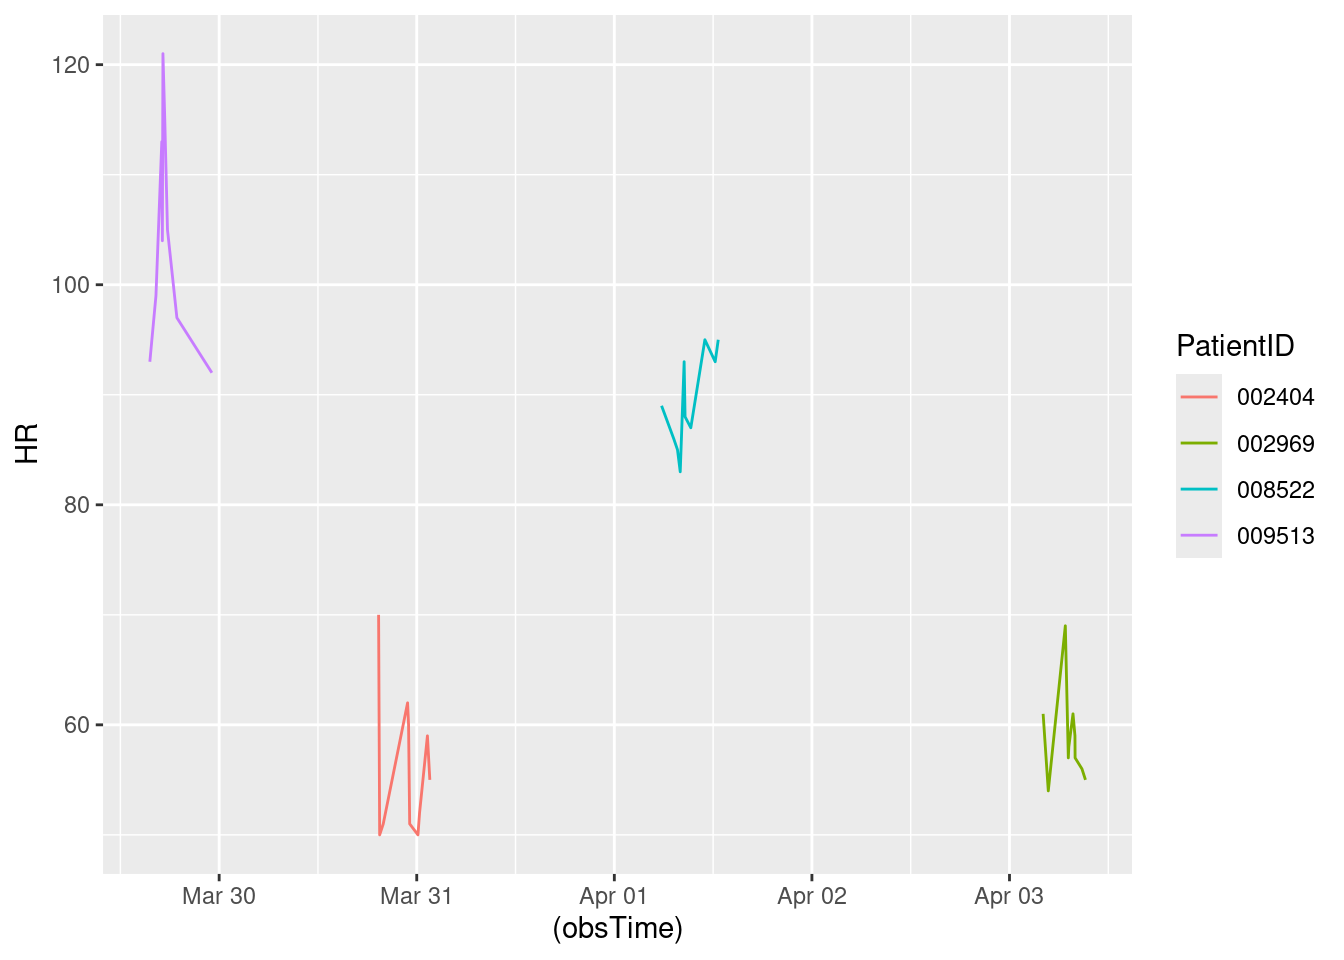 120
100
80
60
HR
Mar 30
Mar 31
Apr 01
Apr 02
Apr 03
(obsTime)
PatientID
002404
002969
008522
009513